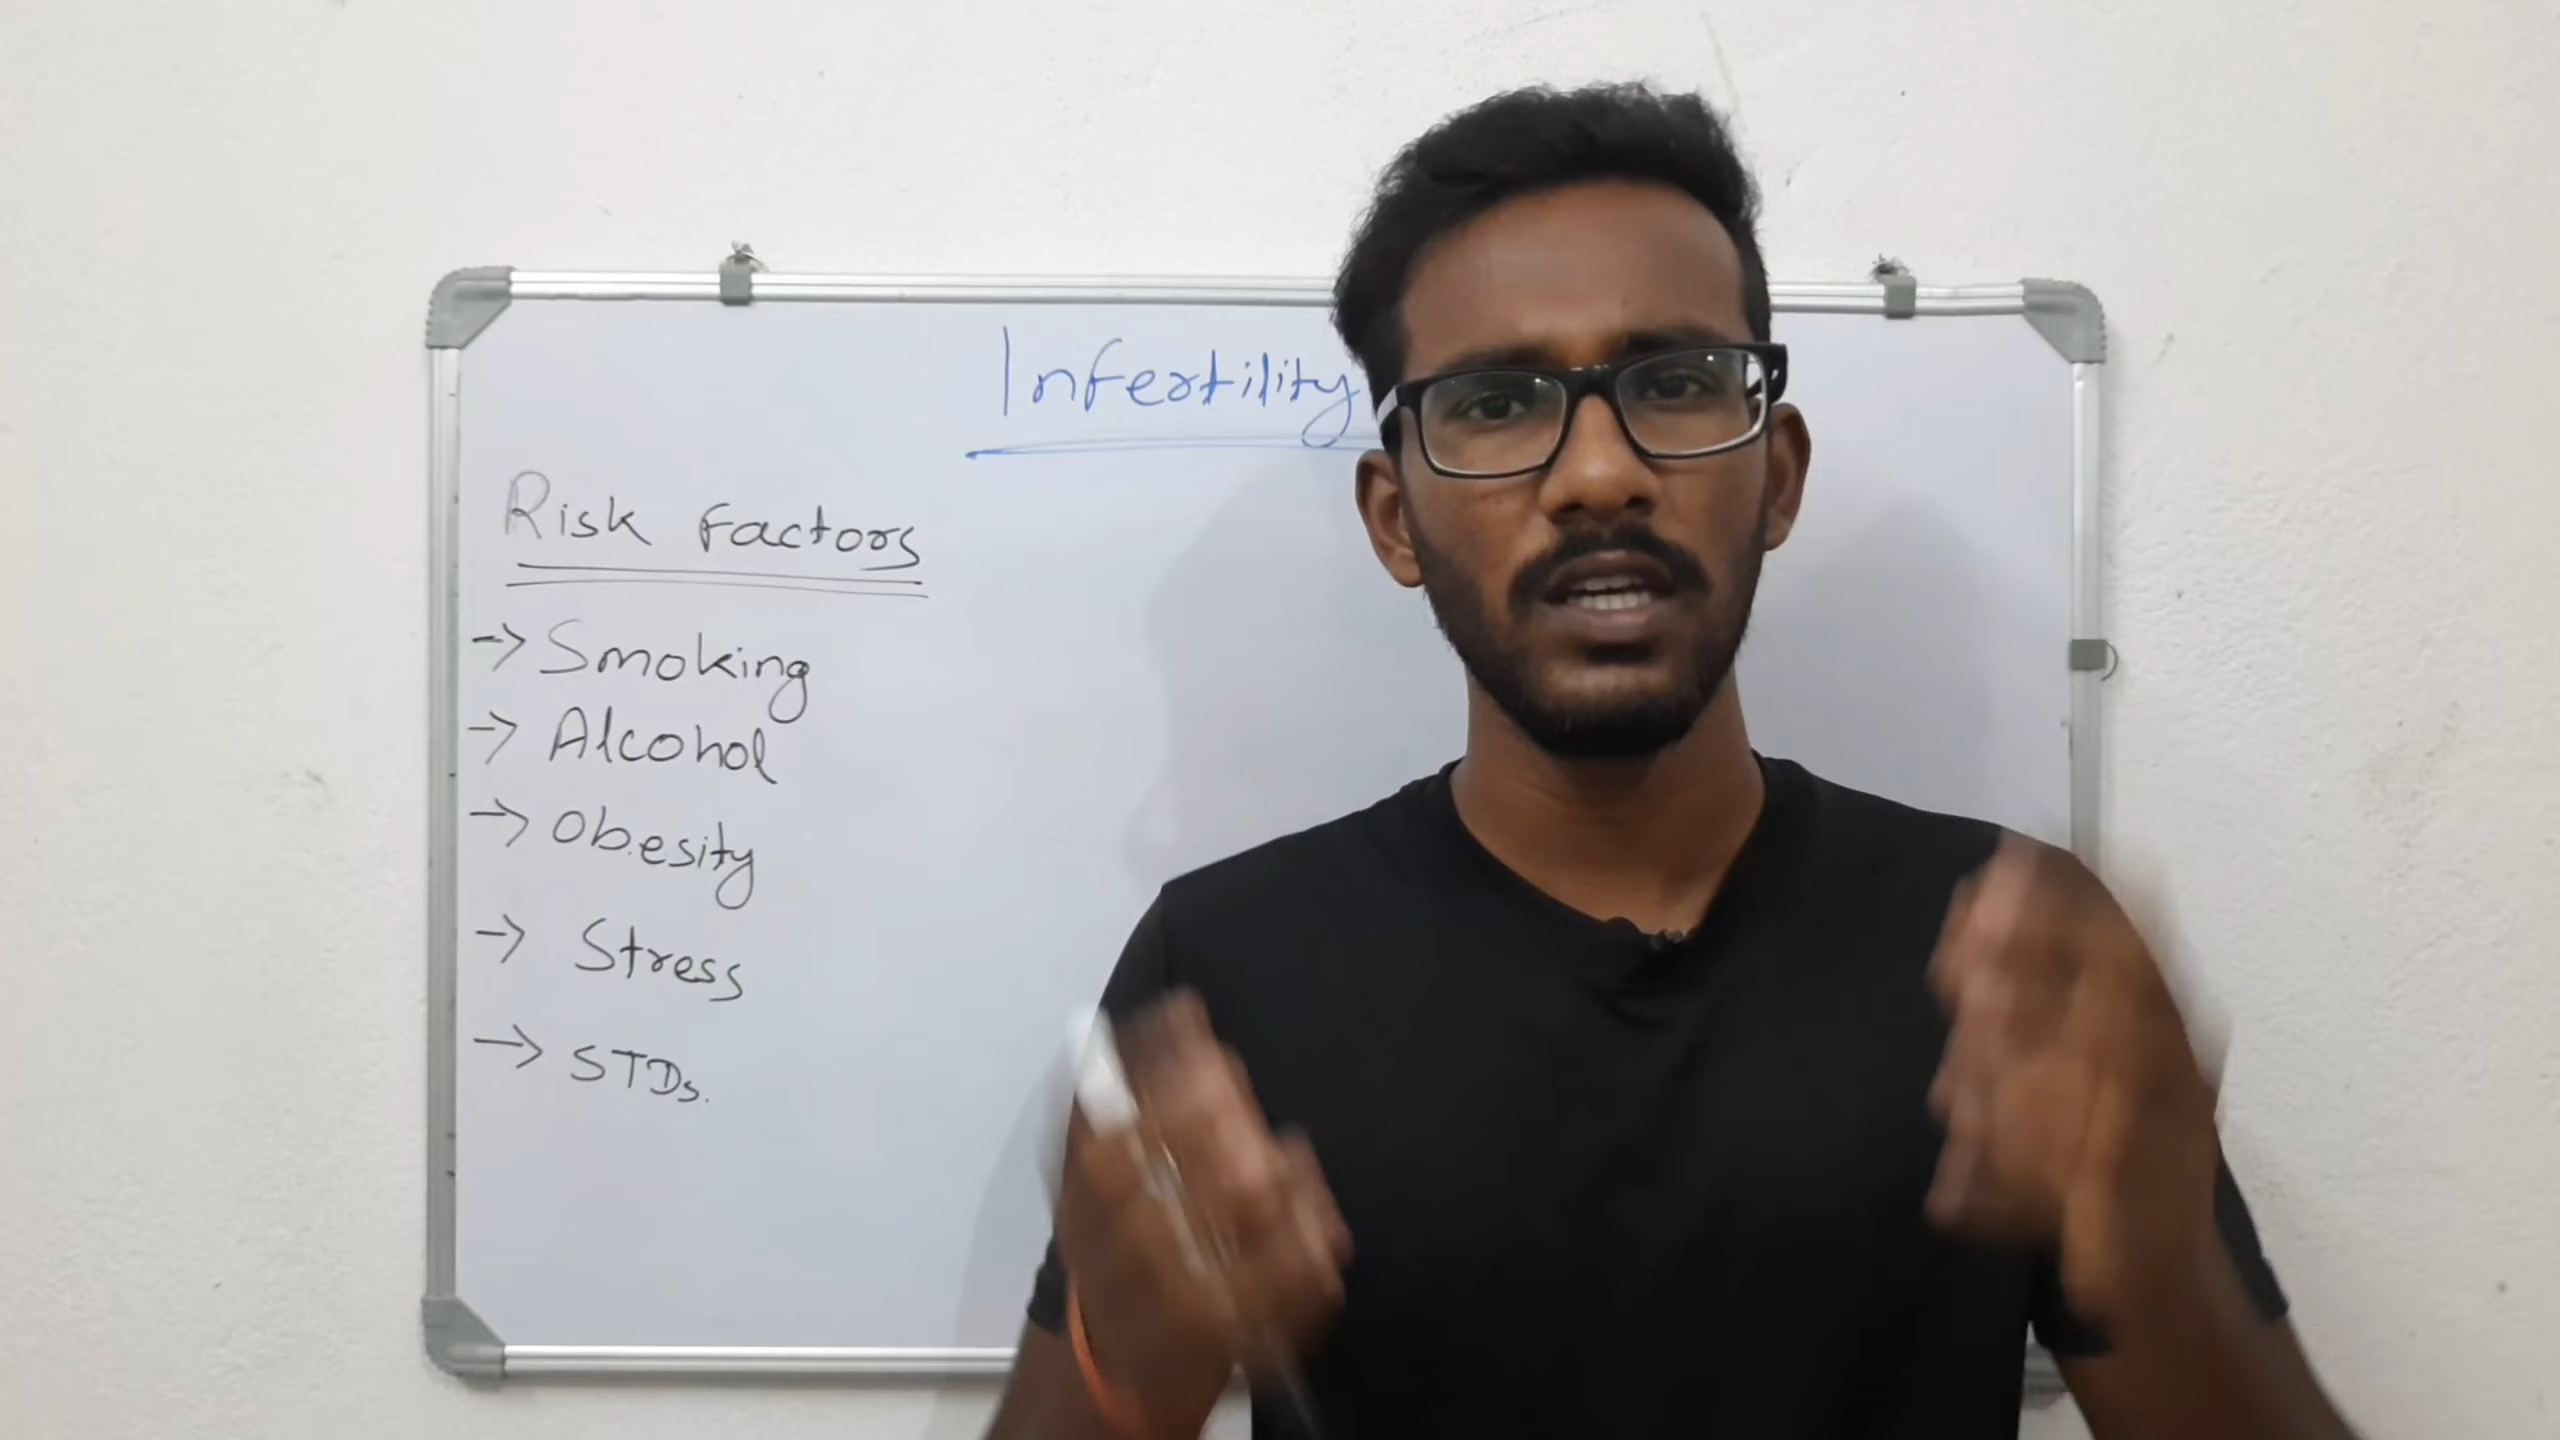 Infertility
Risk Factors
-> Smoking
-> Alcohol
-> Obesity
-> Stress
-> STDs.